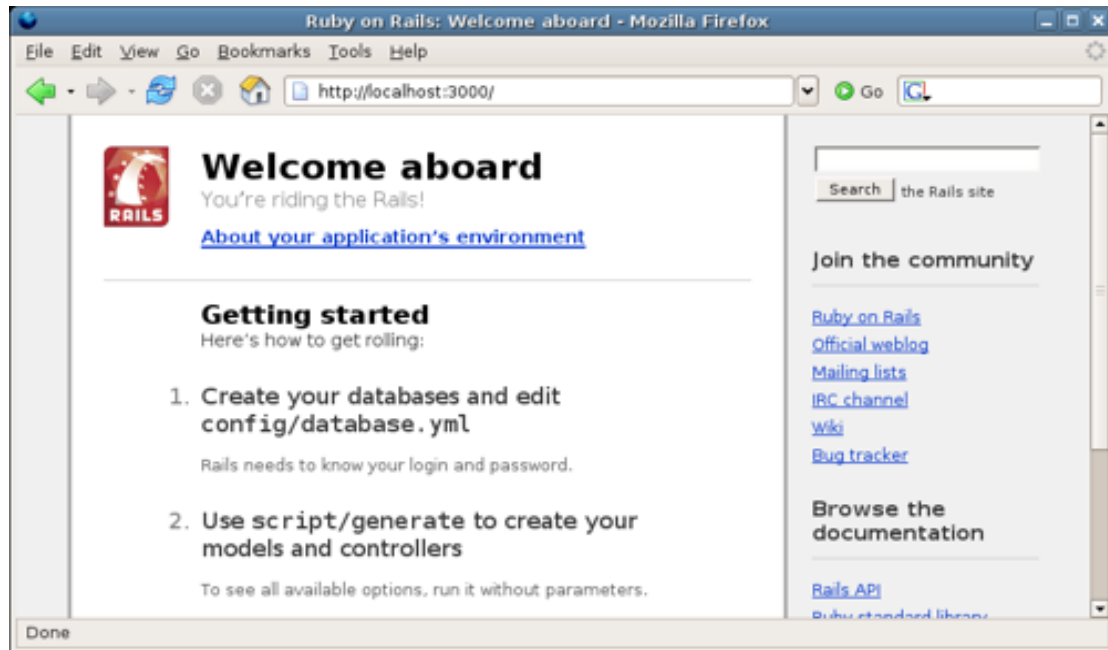 Ruby on Rails: Welcome aboard - Mozilla Firefox
File Edit View Go Bookmarks Tools Help
http://localhost:3000/ Go G
RAILS
Welcome aboard
You're riding the Rails!
About your application's environment
Getting started
Here's how to get rolling:
1. Create your databases and edit
config/database.yml
Rails needs to know your login and password.
2. Use script/generate to create your
models and controllers
To see all available options, run it without parameters.
Search the Rails site
Join the community
Ruby on Rails
Official weblog
Mailing lists
IRC channel
Wiki
Bug tracker
Browse the
documentation
Rails API
Ruby standard library
Done